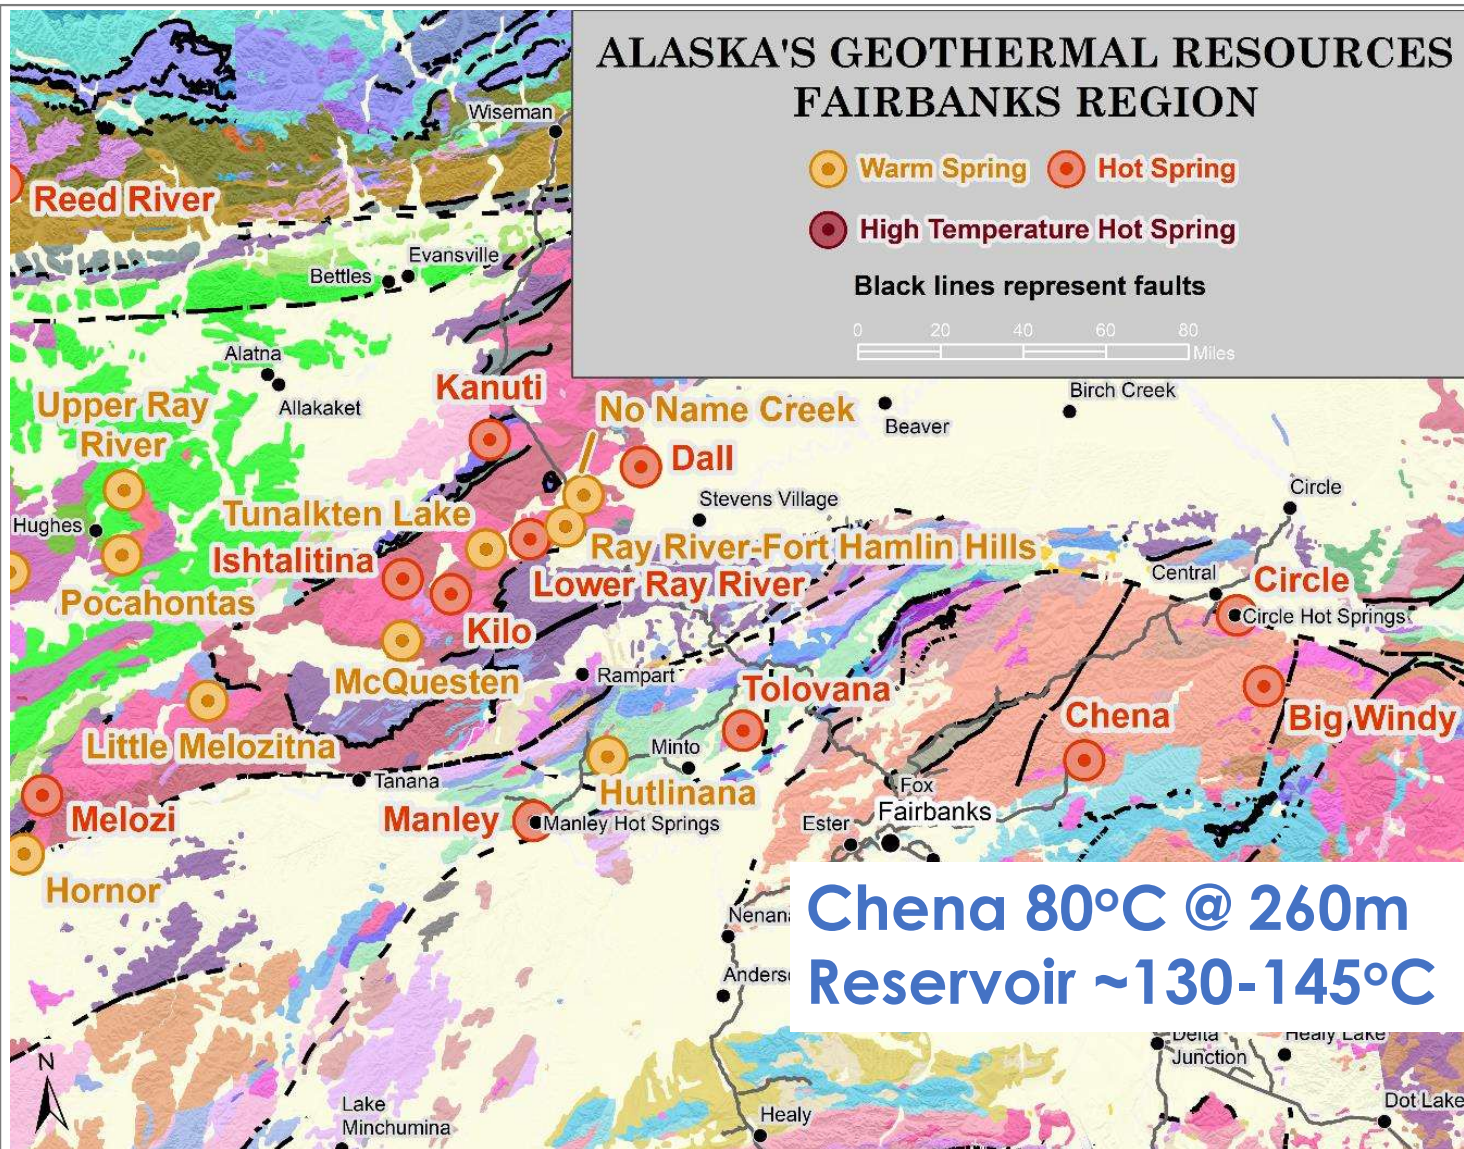 ALASKA'S GEOTHERMAL RESOURCES
FAIRBANKS REGION
Warm Spring Hot Spring
High Temperature Hot Spring
Black lines represent faults
0 20 40 60 80
Miles
Wiseman
Reed River
Evansville
Bettles
Alatna
Allakaket
Kanuti
Upper Ray
River
No Name Creek
Beaver
Birch Creek
Dall
Hughes
Tunalkten Lake
Stevens Village
Circle
Ishtalitina
Ray River-Fort Hamlin Hills
Lower Ray River
Central
Circle
Circle Hot Springs
Pocahontas
Kilo
McQuesten
Rampart
Tolovana
Chena
Big Windy
Little Melozitna
Minto
Tanana
Hutlinana
Fox
Melozi
Manley
Manley Hot Springs
Ester
Fairbanks
Hornor
Chena 80°C @ 260m
Reservoir ~130-145°C
Nenan
Anders
Delta
Junction
Healy Lake
Dot Lake
N
Lake
Minchumina
Healy